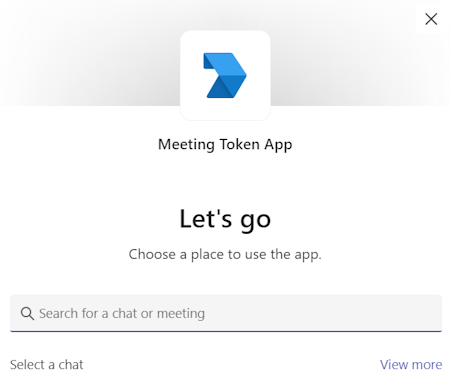 Meeting Token App
Let's go
Choose a place to use the app.
Search for a chat or meeting
Select a chat
View more